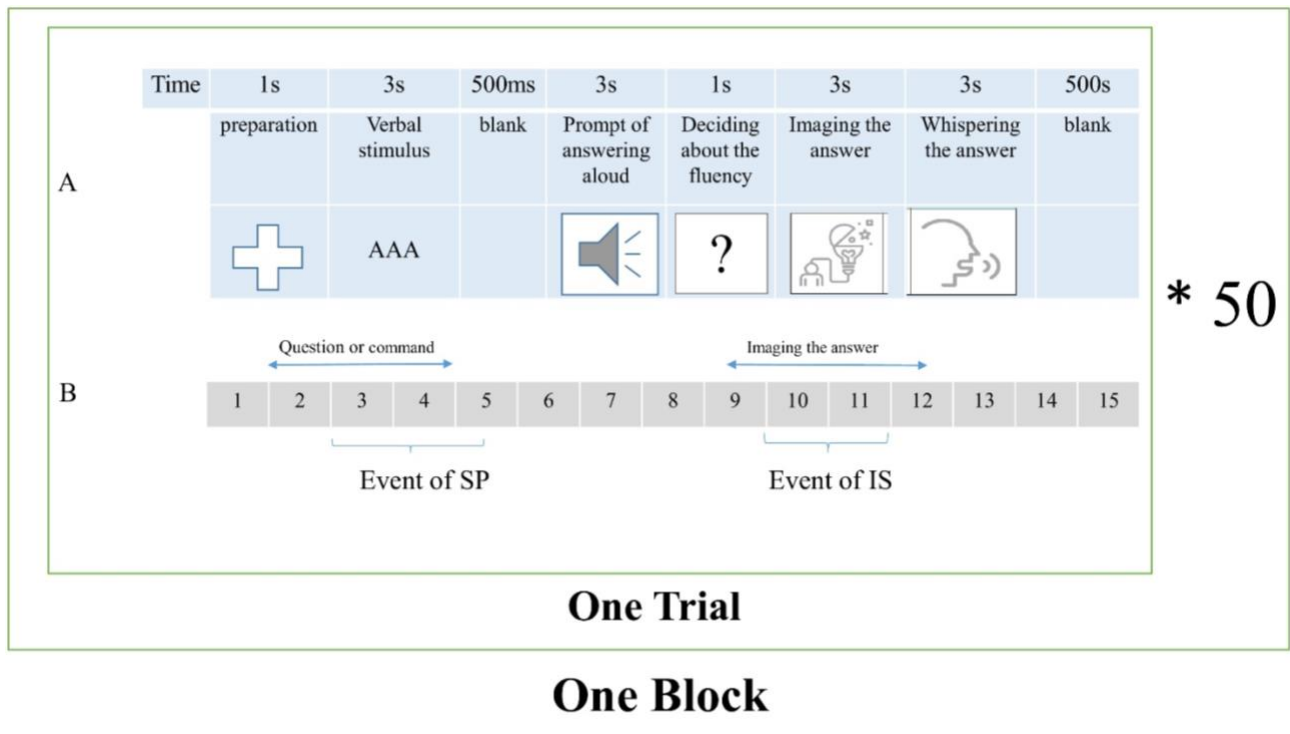 Time 1s 3s 500ms 3s 1s 3s 3s 500s
preparation Verbal stimulus blank Prompt of answering aloud Deciding about the fluency Imaging the answer Whispering the answer blank
A
AAA ?
* 50
Question or command Imaging the answer
B
1 2 3 4 5 6 7 8 9 10 11 12 13 14 15
Event of SP Event of IS
One Trial
One Block